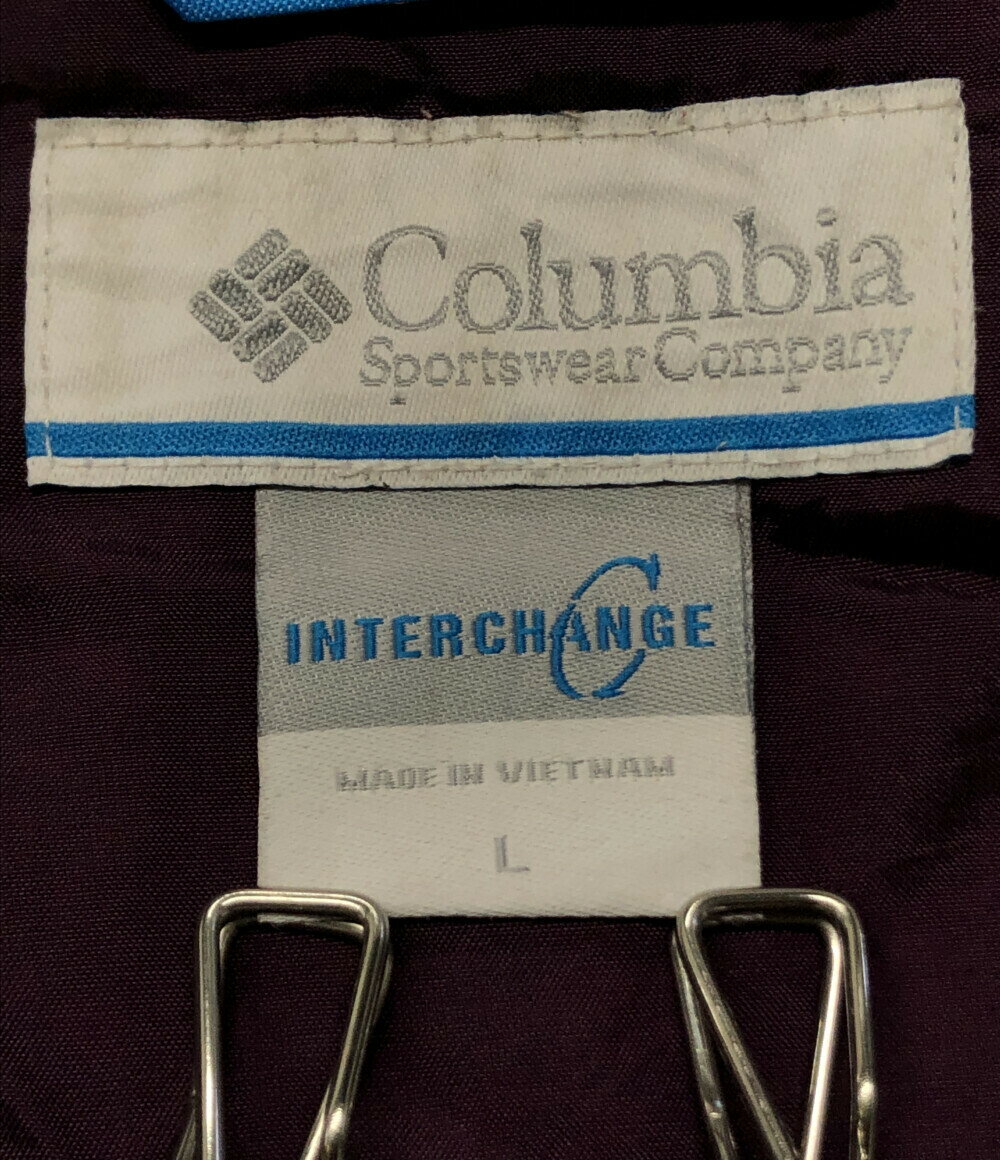 Columbia
Sportswear Company
INTERCHANGE
MADE IN VIETNAM
L